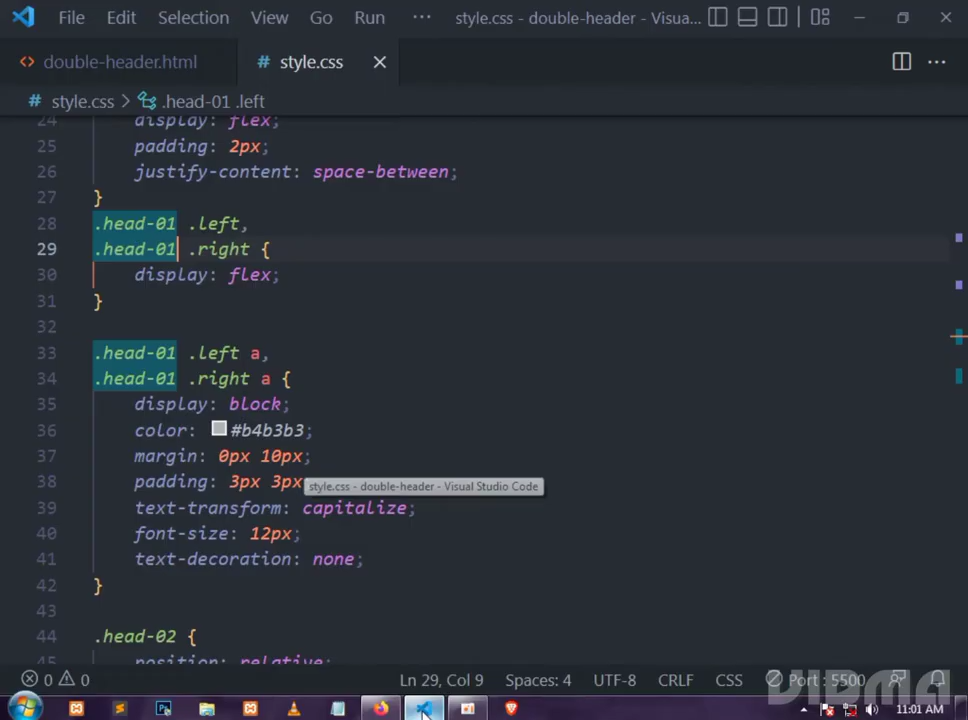 File Edit Selection View Go Run ··· style.css - double-header - Visua...
<> double-header.html # style.css ×
# style.css > .head-01 .left
24 display: flex;
25 padding: 2px;
26 justify-content: space-between;
27 }
28 .head-01 .left,
29 .head-01 .right {
30 display: flex;
31 }
32
33 .head-01 .left a,
34 .head-01 .right a {
35 display: block;
36 color: #b4b3b3;
37 margin: 0px 10px;
38 padding: 3px 3px
style.css - double-header - Visual Studio Code
39 text-transform: capitalize;
40 font-size: 12px;
41 text-decoration: none;
42 }
43
44 .head-02 {
45 position: relative;
0 0 Ln 29, Col 9 Spaces: 4 UTF-8 CRLF CSS Port : 5500
11:01 AM